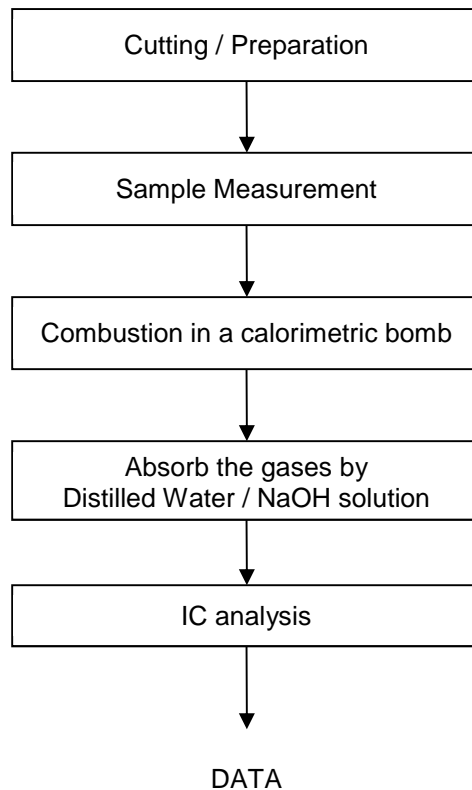 Cutting / Preparation
Sample Measurement
Combustion in a calorimetric bomb
Absorb the gases by
Distilled Water / NaOH solution
IC analysis
DATA